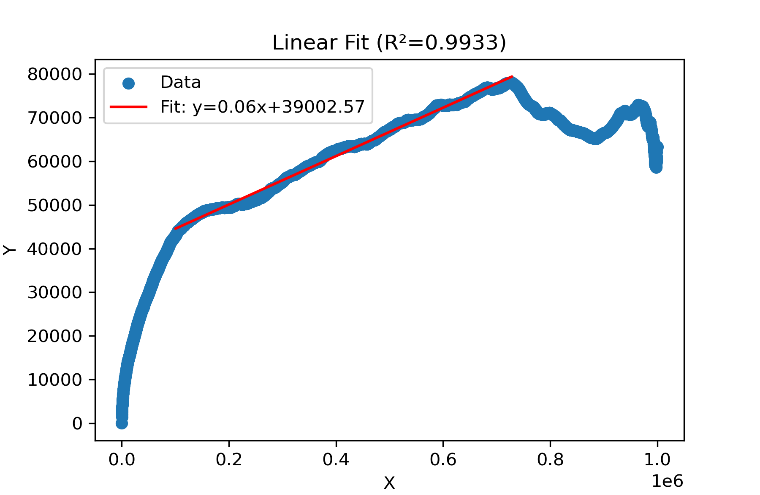 Linear Fit (R²=0.9933)
Data
Fit: y=0.06x+39002.57
80000
70000
60000
50000
40000
30000
20000
10000
0
Y
0.0 0.2 0.4 0.6 0.8 1.0
1e6
X